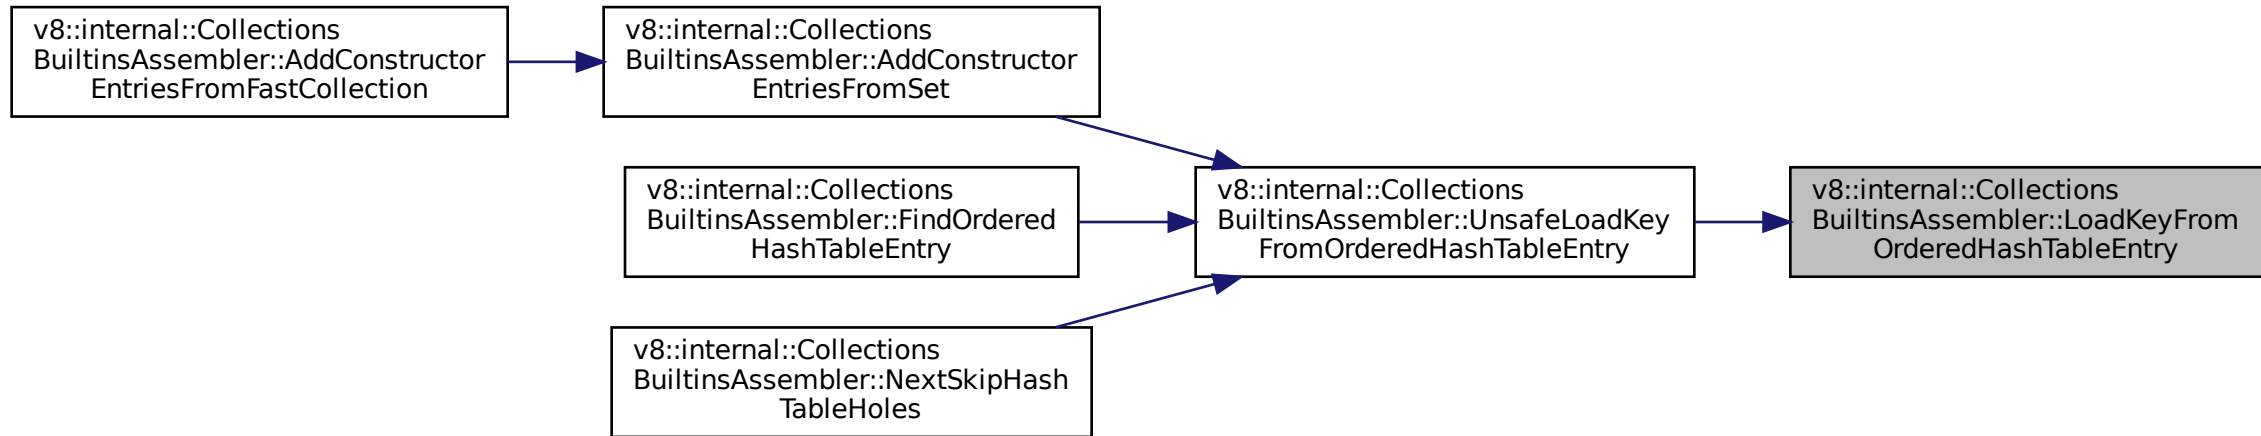 v8::internal::Collections
BuiltinsAssembler::AddConstructor
EntriesFromFastCollection
v8::internal::Collections
BuiltinsAssembler::AddConstructor
EntriesFromSet
v8::internal::Collections
BuiltinsAssembler::FindOrdered
HashTableEntry
v8::internal::Collections
BuiltinsAssembler::NextSkipHash
TableHoles
v8::internal::Collections
BuiltinsAssembler::UnsafeLoadKey
FromOrderedHashTableEntry
v8::internal::Collections
BuiltinsAssembler::LoadKeyFrom
OrderedHashTableEntry